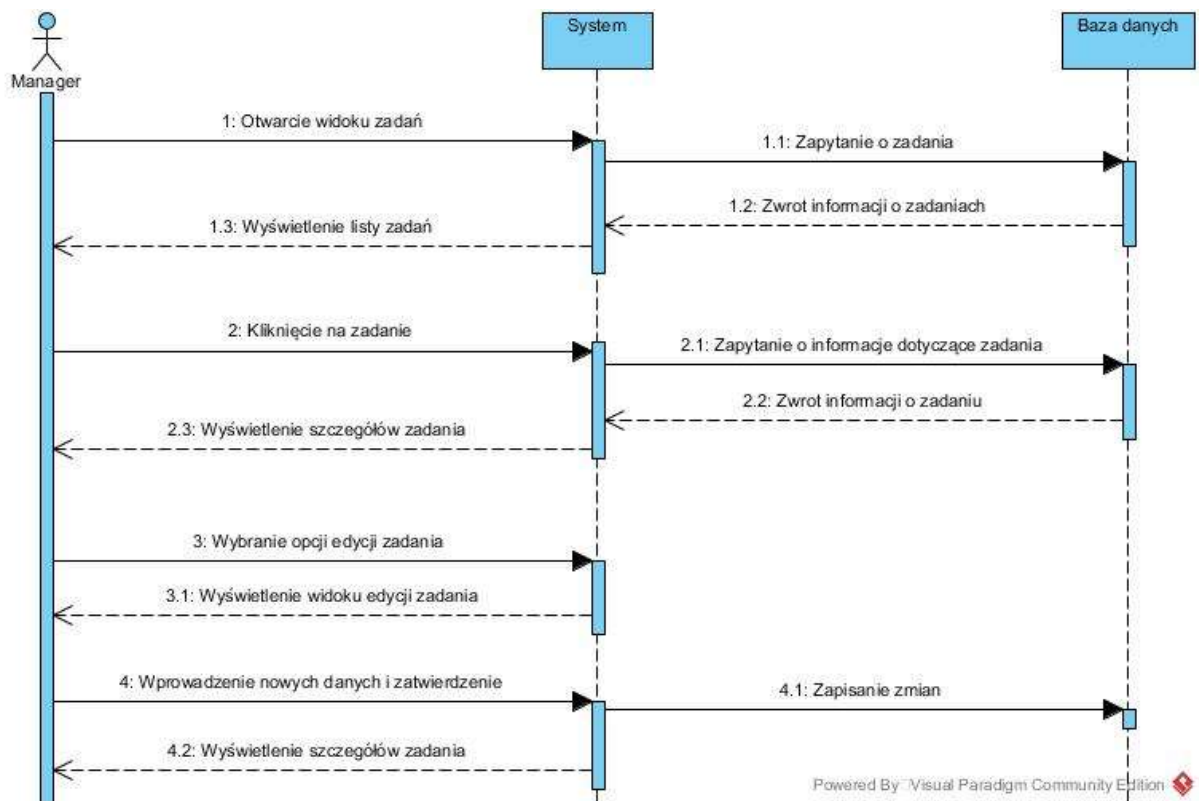 System
Baza danych
Manager
1: Otwarcie widoku zadań
1.1: Zapytanie o zadania
1.2: Zwrot informacji o zadaniach
1.3: Wyświetlenie listy zadań
2: Kliknięcie na zadanie
2.1: Zapytanie o informacje dotyczące zadania
2.2: Zwrot informacji o zadaniu
2.3: Wyświetlenie szczegółów zadania
3: Wybranie opcji edycji zadania
3.1: Wyświetlenie widoku edycji zadania
4: Wprowadzenie nowych danych i zatwierdzenie
4.1: Zapisanie zmian
4.2: Wyświetlenie szczegółów zadania
Powered By Visual Paradigm Community Edition